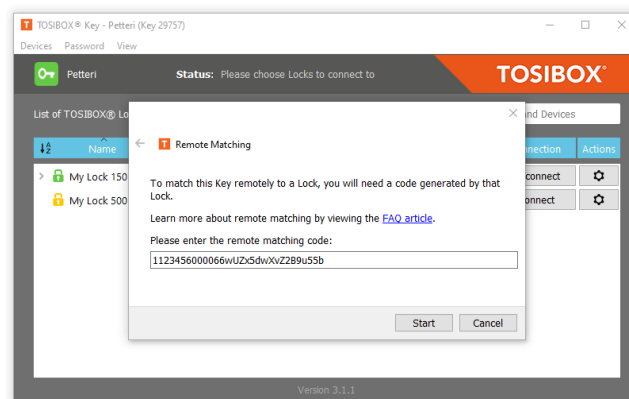 TOSIBOX® Key - Petteri (Key 29757)
Devices Password View
Petteri
Status: Please choose Locks to connect to
TOSIBOX®
List of TOSIBOX® Lo
nd Devices
Name
nnection
Actions
My Lock 150
onnect
My Lock 500
onnect
Remote Matching
To match this Key remotely to a Lock, you will need a code generated by that
Lock.
Learn more about remote matching by viewing the FAQ article.
Please enter the remote matching code:
1123456000066wUZx5dwXvZ2B9u55b
Start
Cancel
Version 3.1.1